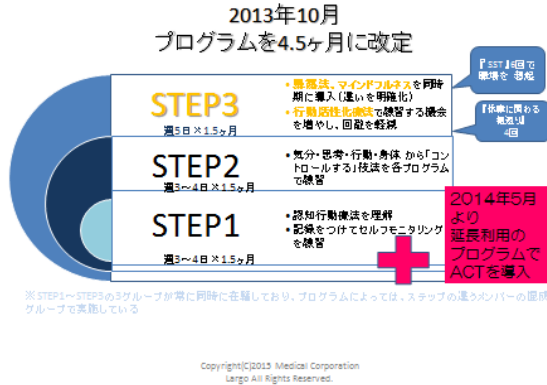 2013年10月
プログラムを4.5ヶ月に改定
『SST』6回で
職場を 想起
STEP3
週5日×1.5ヶ月
・曝露法、マインドフルネスを同時
期に導入(違いを明確化)
・行動活性化療法で練習する機会
を増やし、回避を軽減
『休職に関わる
振返り』
4回
STEP2
週3～4日×1.5ヶ月
・気分・思考・行動・身体 から「コン
トロールする」技法を各プログラム
で練習
STEP1
週3～4日×1.5ヶ月
・認知行動療法を理解
・記録をつけてセルフモニタリング
を練習
2014年5月
より
延長利用の
プログラムで
ACTを導入
※STEP1～STEP3の3グループが常に同時に在籍しており、プログラムによっては、ステップの違うメンバーの混成
グループで実施している
Copyright(C)2015 Medical Corporation
Largo All Rights Reserved.